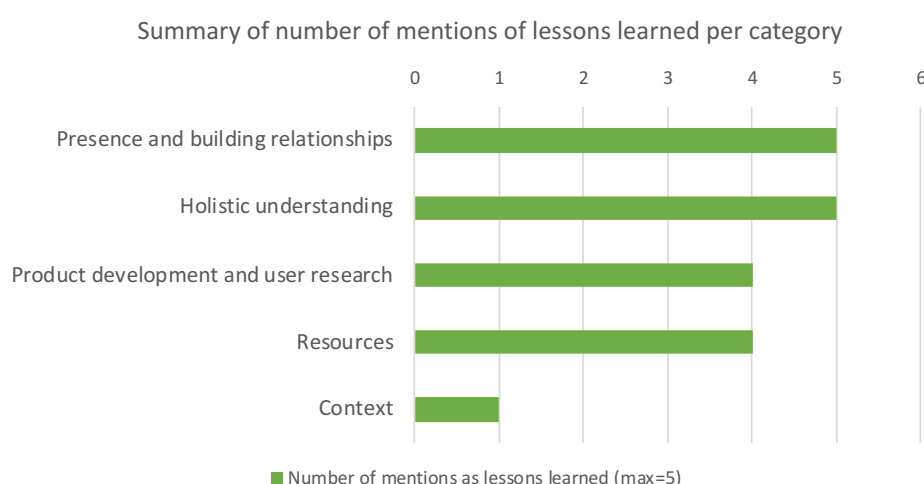 Summary of number of mentions of lessons learned per category
0 1 2 3 4 5 6
Presence and building relationships
Holistic understanding
Product development and user research
Resources
Context
Number of mentions as lessons learned (max=5)